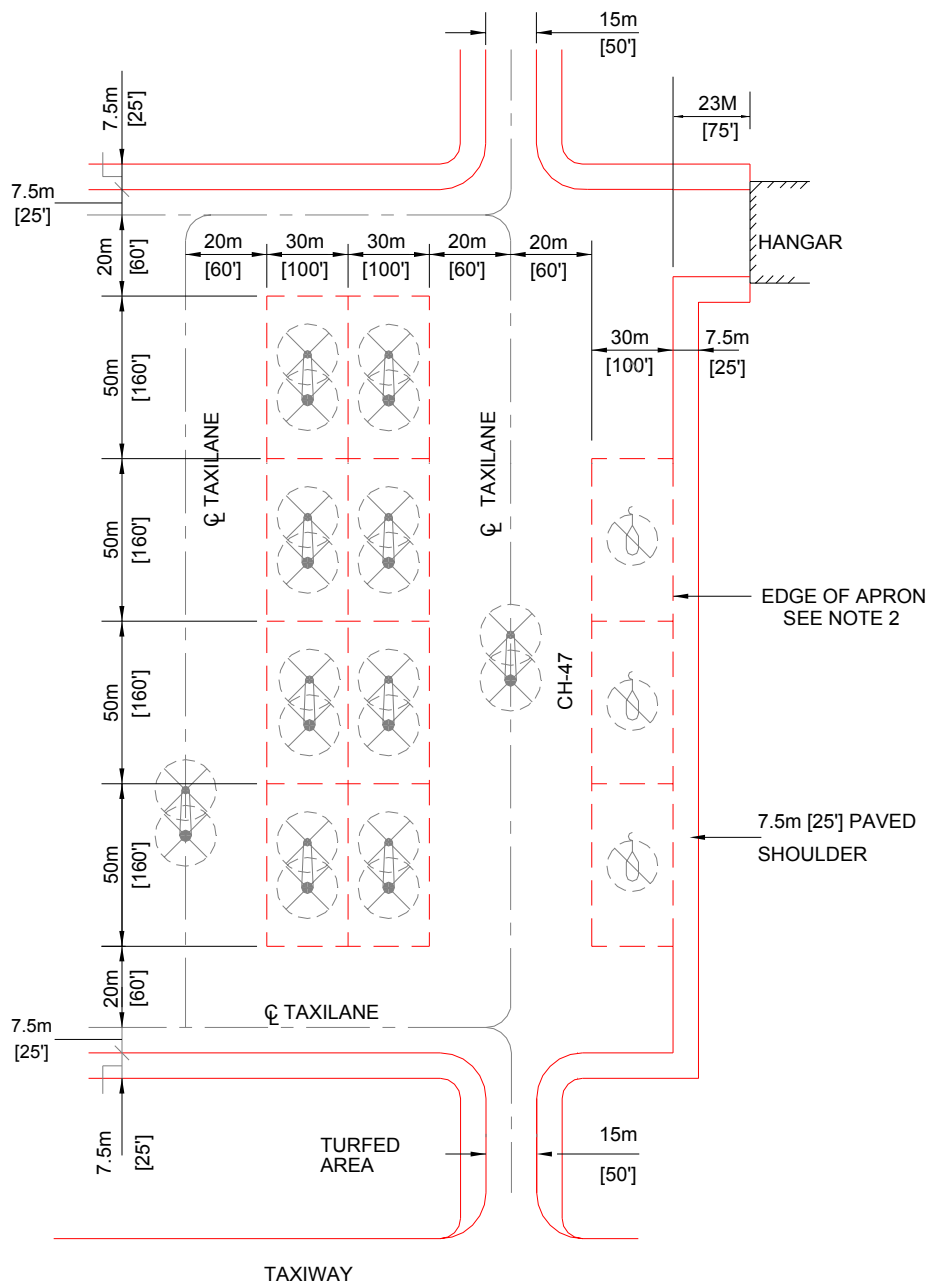 15m
[50']
23M
[75']
7.5m
[25']
7.5m
[25']
20m
[60']
20m
[60']
30m
[100']
30m
[100']
20m
[60']
20m
[60']
HANGAR
30m
[100']
7.5m
[25']
50m
[160']
℄ TAXILANE
℄ TAXILANE
50m
[160']
EDGE OF APRON
SEE NOTE 2
50m
[160']
CH-47
50m
[160']
7.5m [25'] PAVED
SHOULDER
20m
[60']
℄ TAXILANE
7.5m
[25']
7.5m
[25']
TURFED
AREA
15m
[50']
TAXIWAY